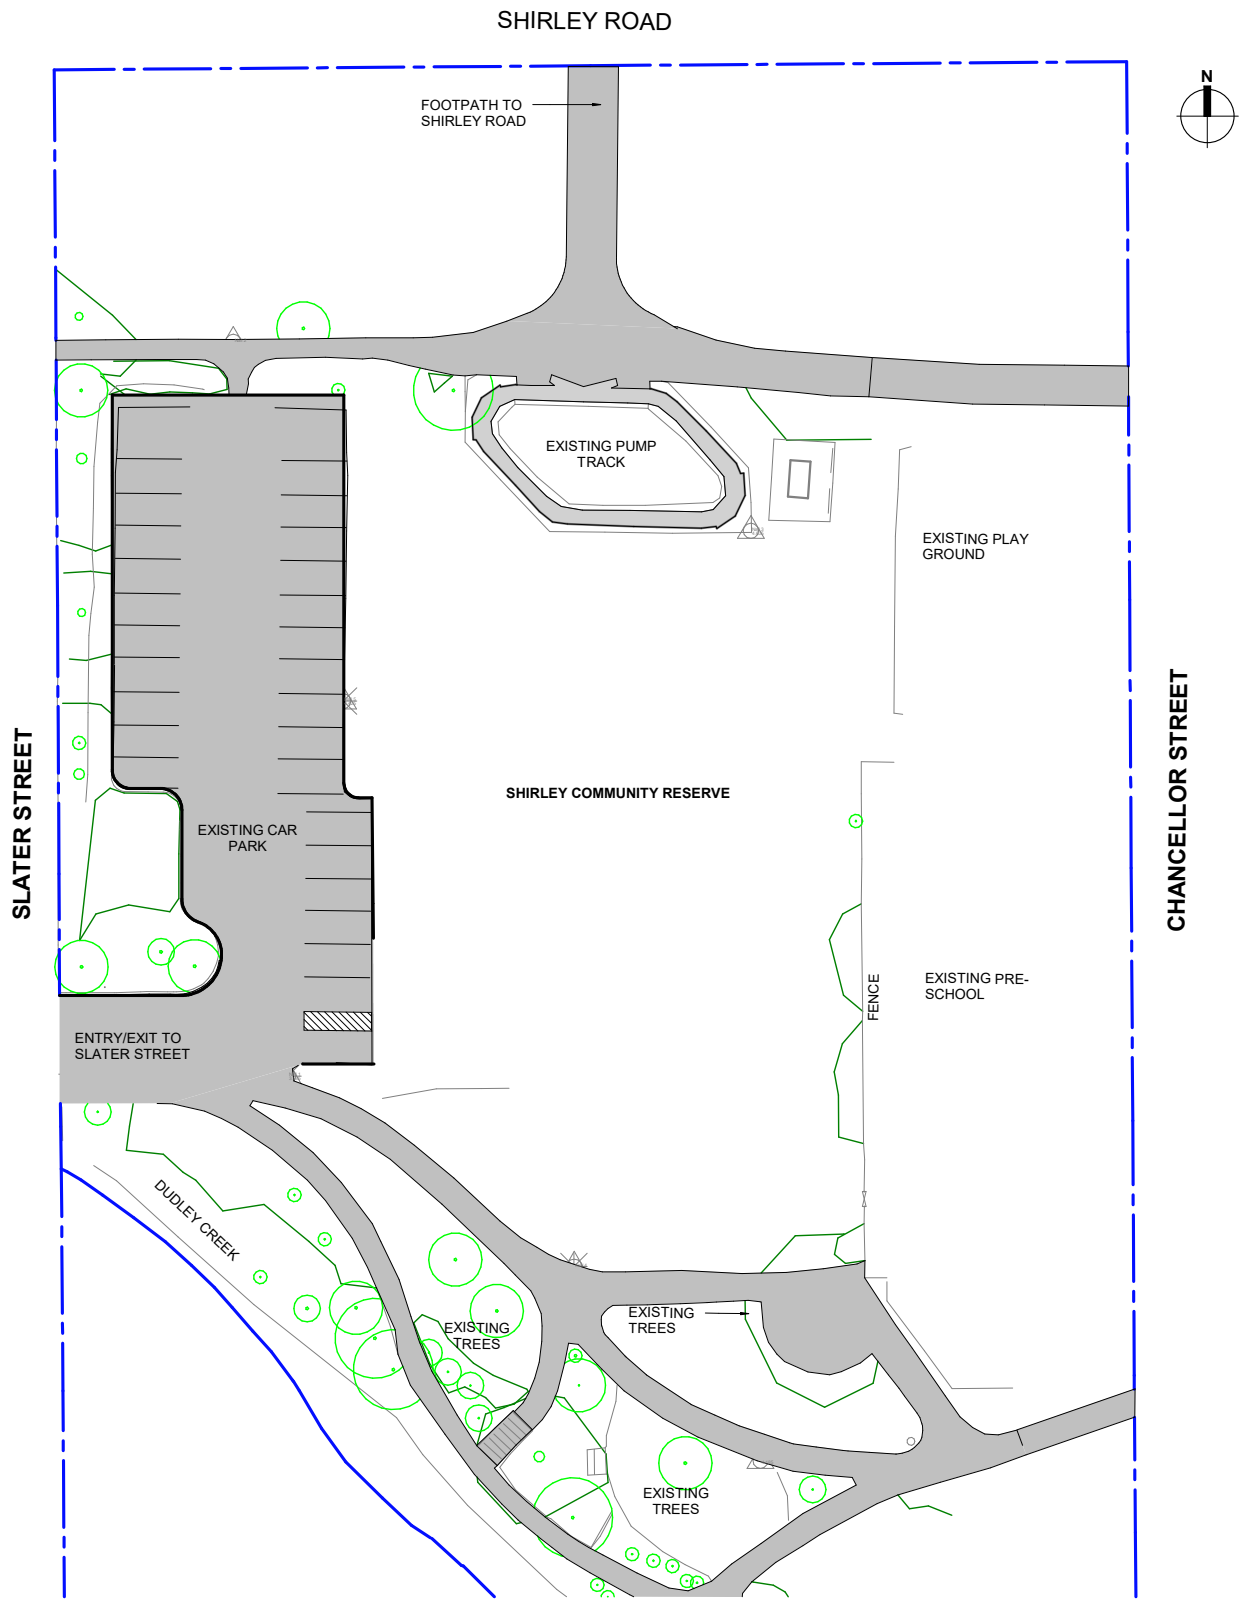 SHIRLEY ROAD
N
FOOTPATH TO
SHIRLEY ROAD
EXISTING PUMP
TRACK
EXISTING PLAY
GROUND
SLATER STREET
CHANCELLOR STREET
SHIRLEY COMMUNITY RESERVE
EXISTING CAR
PARK
FENCE
EXISTING PRE-
SCHOOL
ENTRY/EXIT TO
SLATER STREET
DUDLEY CREEK
EXISTING
TREES
EXISTING
TREES
EXISTING
TREES